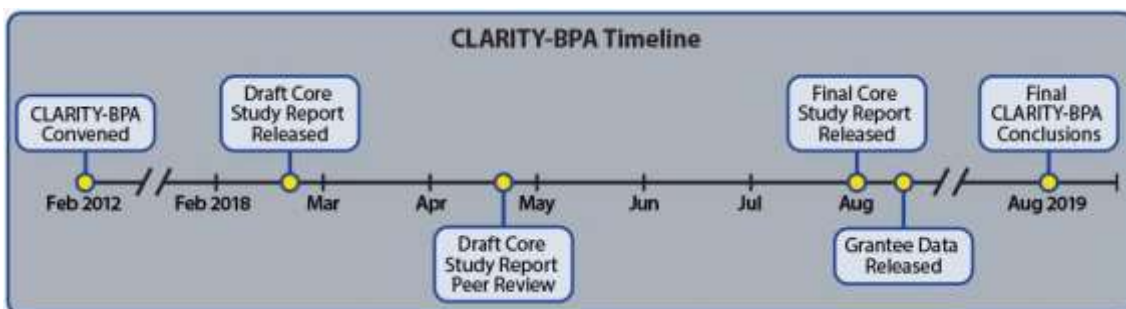 CLARITY-BPA Timeline
CLARITY-BPA
Convened
Draft Core
Study Report
Released
Final Core
Study Report
Released
Final
CLARITY-BPA
Conclusions
Feb 2012
Feb 2018
Mar
Apr
May
Jun
Jul
Aug
Aug 2019
Draft Core
Study Report
Peer Review
Grantee Data
Released